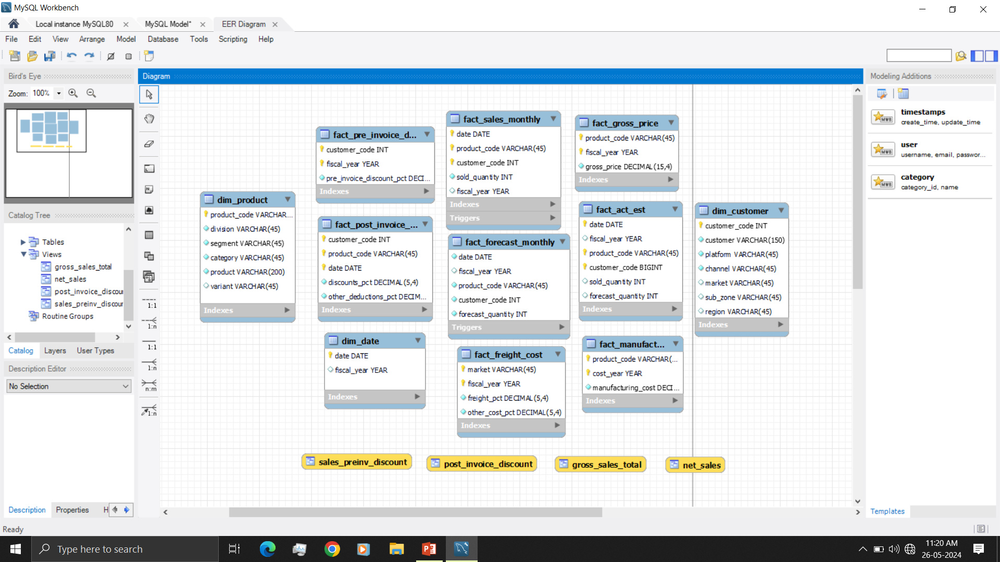 MySQL Workbench
Local instance MySQL80
MySQL Model*
EER Diagram
File Edit View Arrange Model Database Tools Scripting Help
Bird's Eye
Zoom: 100%
Catalog Tree
Tables
Views
gross_sales_total
net_sales
post_invoice_discour
sales_preinv_discour
Routine Groups
Catalog Layers User Types
Description Editor
No Selection
Description Properties H
Ready
1:1
1:n
1:1
1:n
n:m
1:n
Diagram
dim_product
product_code VARCHAR...
division VARCHAR(45)
segment VARCHAR(45)
category VARCHAR(45)
product VARCHAR(200)
variant VARCHAR(45)
Indexes
fact_pre_invoice_d...
customer_code INT
fiscal_year YEAR
pre_invoice_discount_pct DECI...
Indexes
fact_post_invoice_...
customer_code INT
product_code VARCHAR(45)
date DATE
discounts_pct DECIMAL(5,4)
other_deductions_pct DECIM...
Indexes
dim_date
date DATE
fiscal_year YEAR
Indexes
fact_sales_monthly
date DATE
product_code VARCHAR(45)
customer_code INT
sold_quantity INT
fiscal_year YEAR
Indexes
Triggers
fact_forecast_monthly
date DATE
fiscal_year YEAR
product_code VARCHAR(45)
customer_code INT
forecast_quantity INT
Triggers
fact_freight_cost
market VARCHAR(45)
fiscal_year YEAR
freight_pct DECIMAL(5,4)
other_cost_pct DECIMAL(5,4)
Indexes
fact_gross_price
product_code VARCHAR(45)
fiscal_year YEAR
gross_price DECIMAL(15,4)
Indexes
fact_act_est
date DATE
fiscal_year YEAR
product_code VARCHAR(45)
customer_code BIGINT
sold_quantity INT
forecast_quantity INT
Indexes
fact_manufact...
product_code VARCHAR(...
cost_year YEAR
manufacturing_cost DECI...
Indexes
dim_customer
customer_code INT
customer VARCHAR(150)
platform VARCHAR(45)
channel VARCHAR(45)
market VARCHAR(45)
sub_zone VARCHAR(45)
region VARCHAR(45)
Indexes
sales_preinv_discount
post_invoice_discount
gross_sales_total
net_sales
Modeling Additions
MWB
timestamps
create_time, update_time
MWB
user
username, email, passwor...
MWB
category
category_id, name
Templates
Type here to search
11:20 AM
26-05-2024